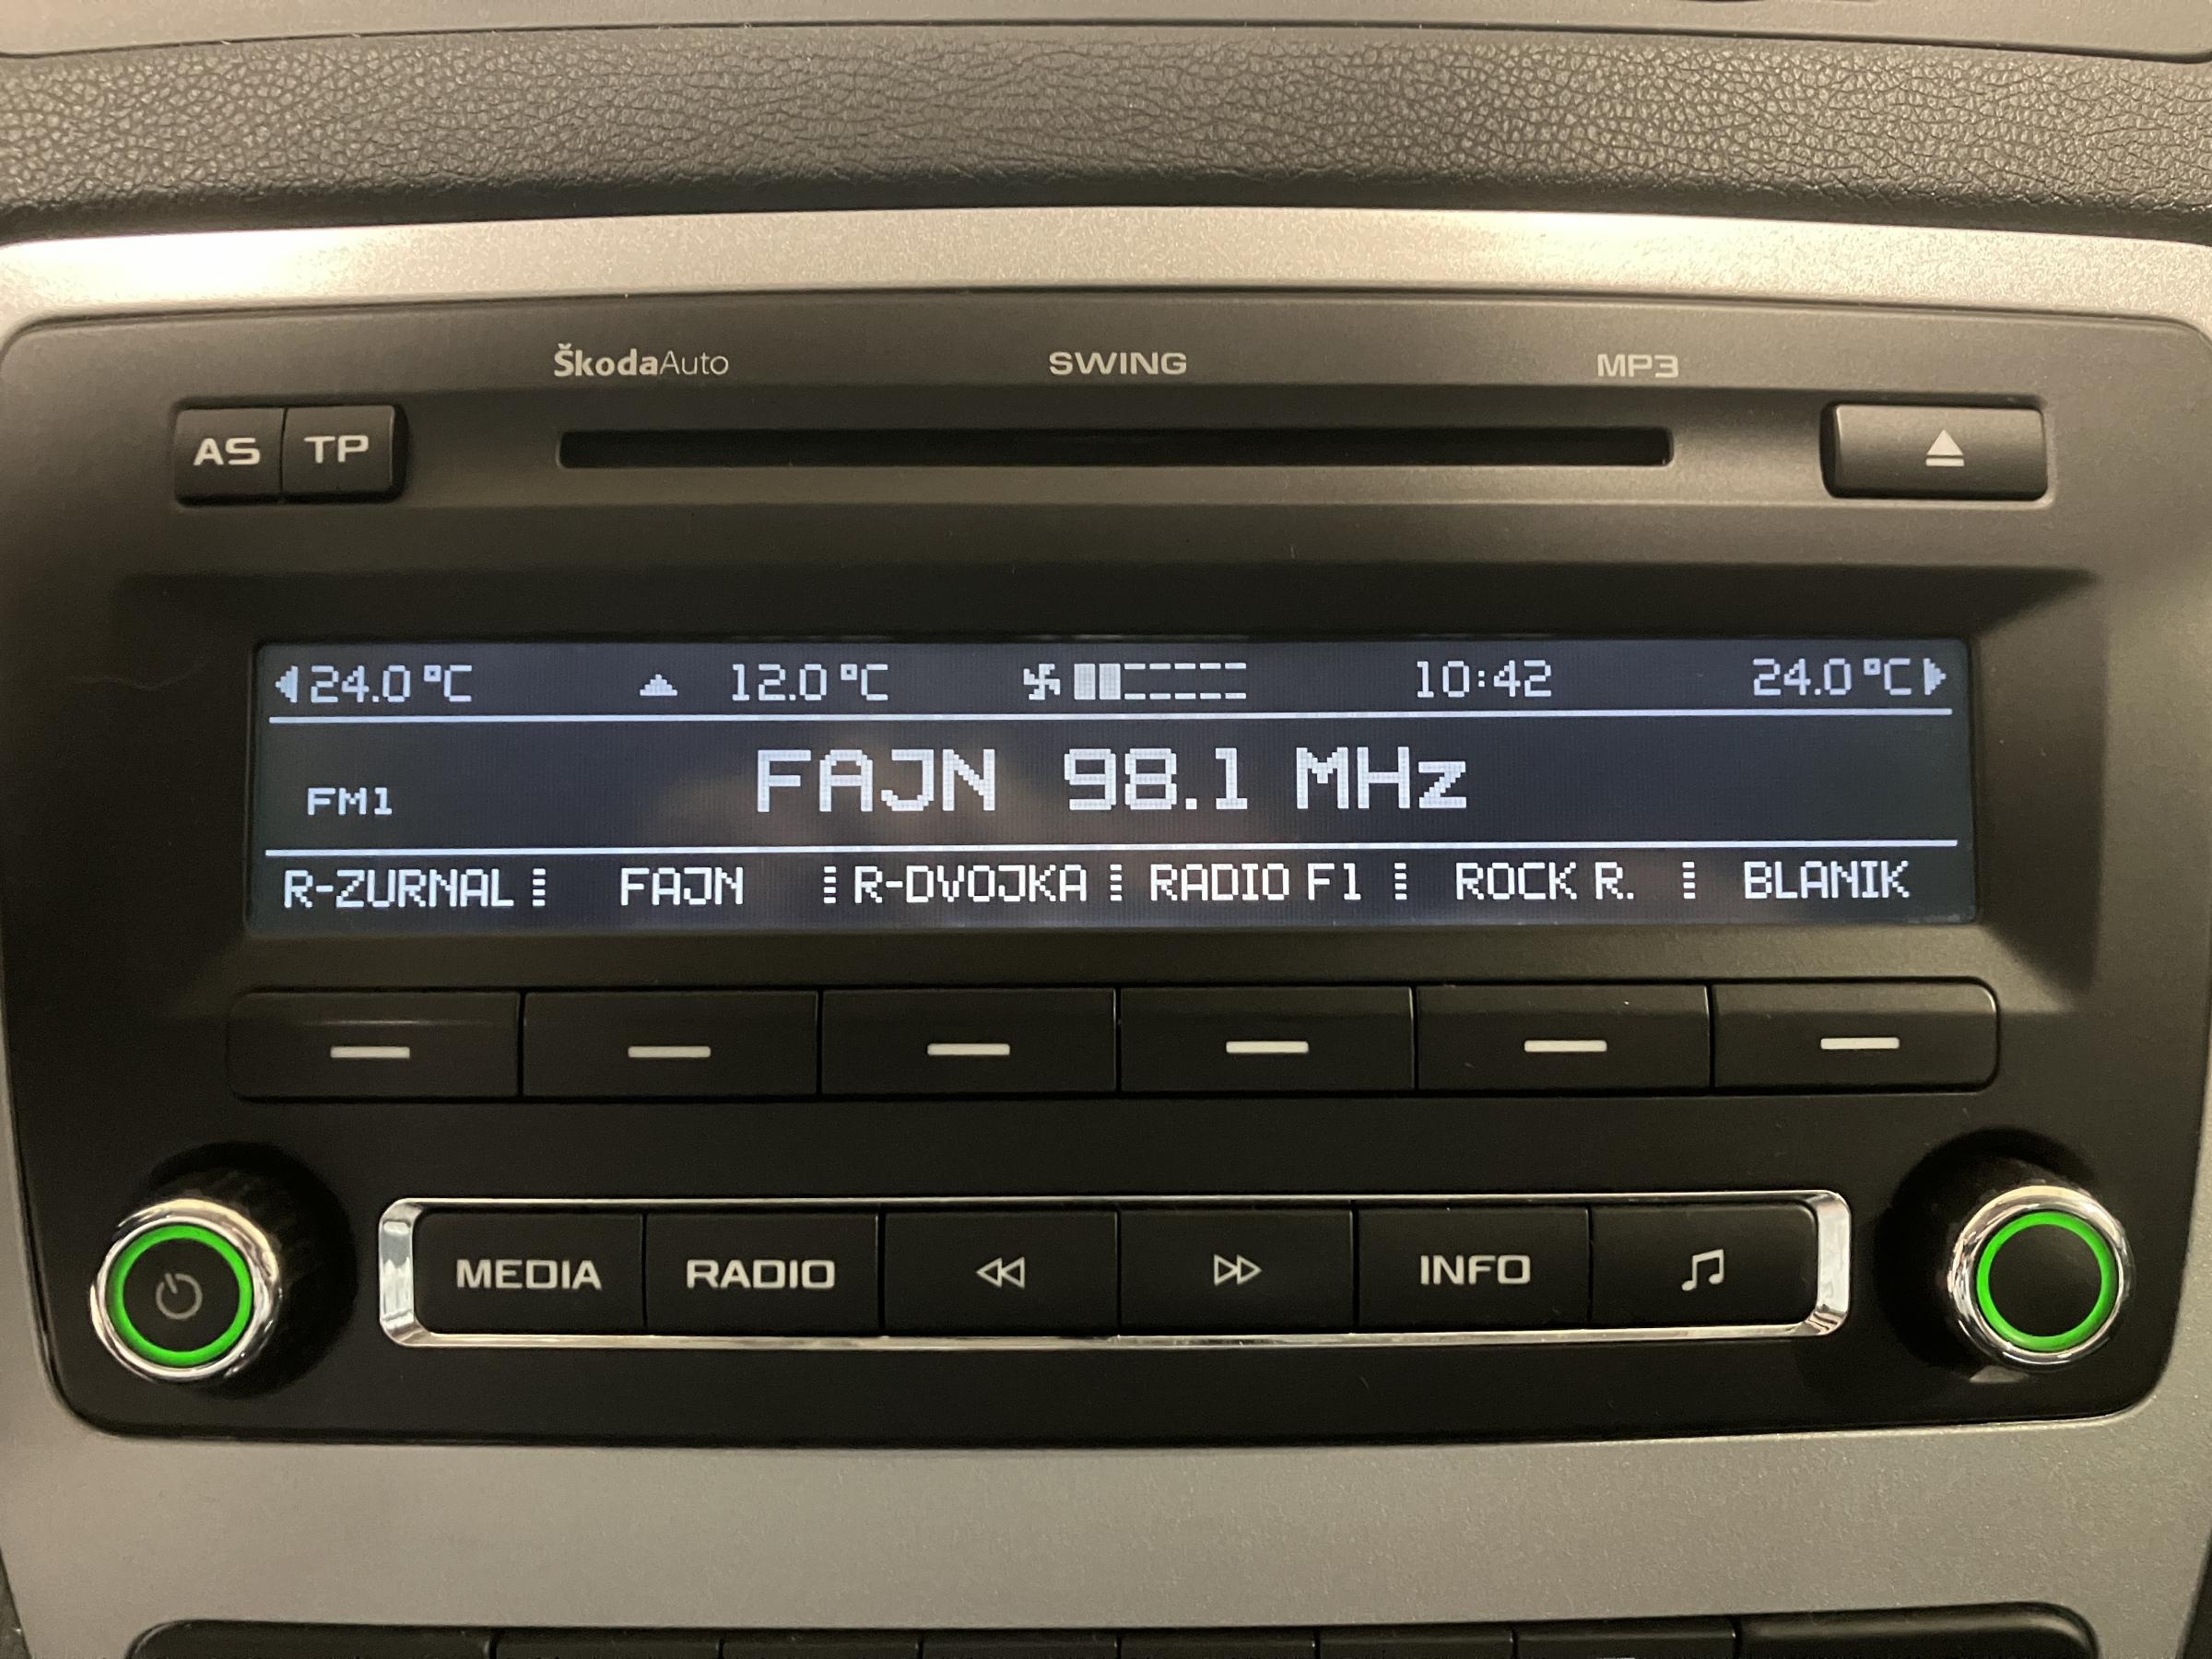 ŠkodaAuto SWING MP3
AS TP
24.0°C 12.0°C 10:42 24.0°C
FM1 FAJN 98.1 MHz
R-ZURNAL FAJN R-DVOJKA RADIO F1 ROCK R. BLANIK
MEDIA RADIO INFO